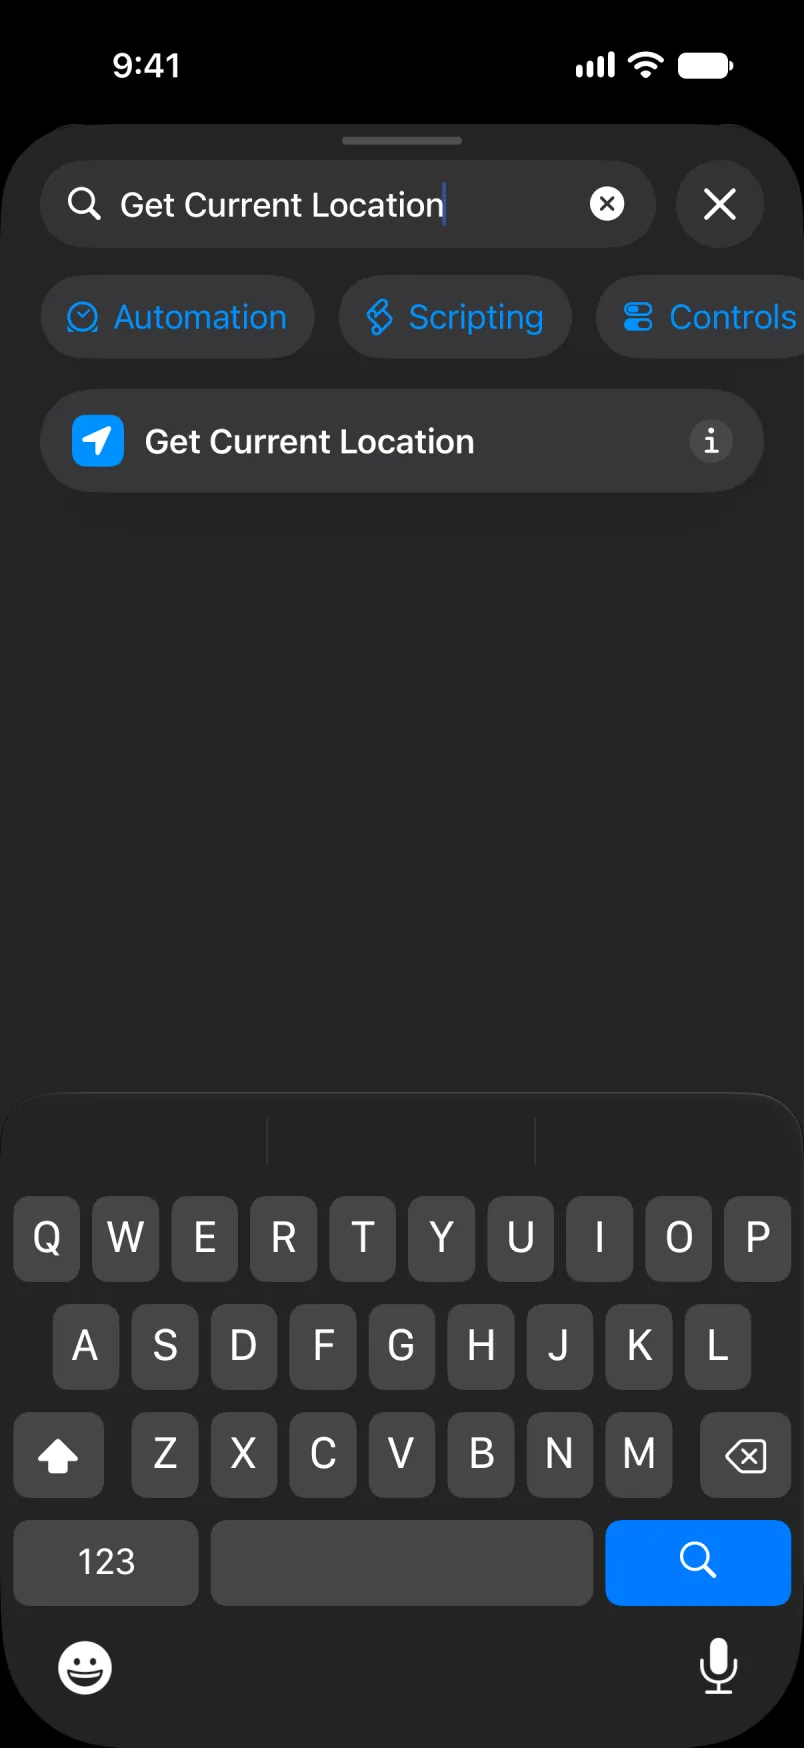 9:41
Get Current Location
Automation Scripting Controls
Get Current Location
Q W E R T Y U I O P
A S D F G H J K L
Z X C V B N M
123